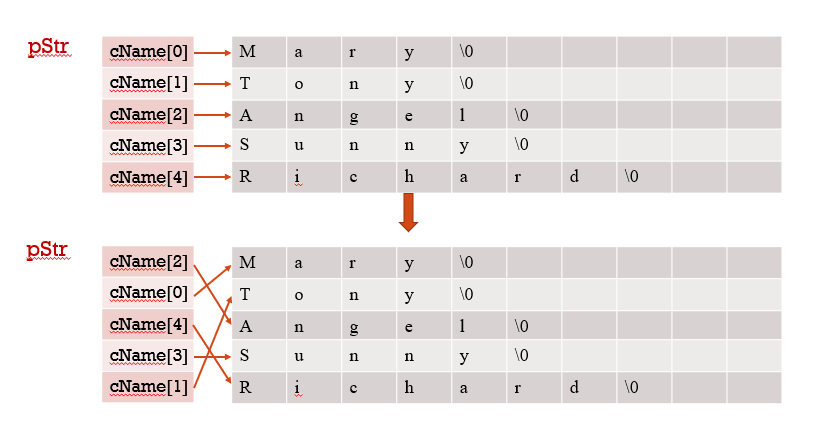 pStr cName[0] M a r y \0
cName[1] T o n y \0
cName[2] A n g e l \0
cName[3] S u n n y \0
cName[4] R i c h a r d \0
pStr cName[2] M a r y \0
cName[0] T o n y \0
cName[4] A n g e l \0
cName[3] S u n n y \0
cName[1] R i c h a r d \0